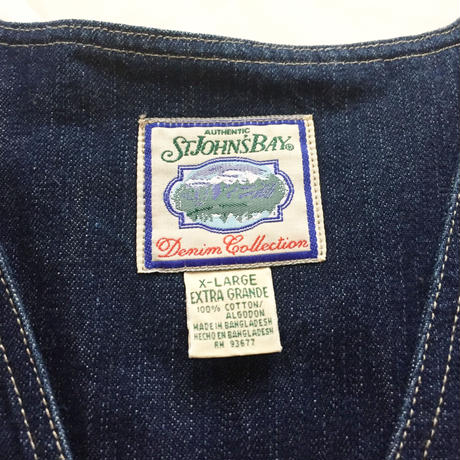 AUTHENTIC
ST.JOHN'S BAY®
Denim Collection
X-LARGE
EXTRA GRANDE
100% COTTON/
ALGODON
MADE IN BANGLADESH
HECHO EN BANGLADESH
RN 93677